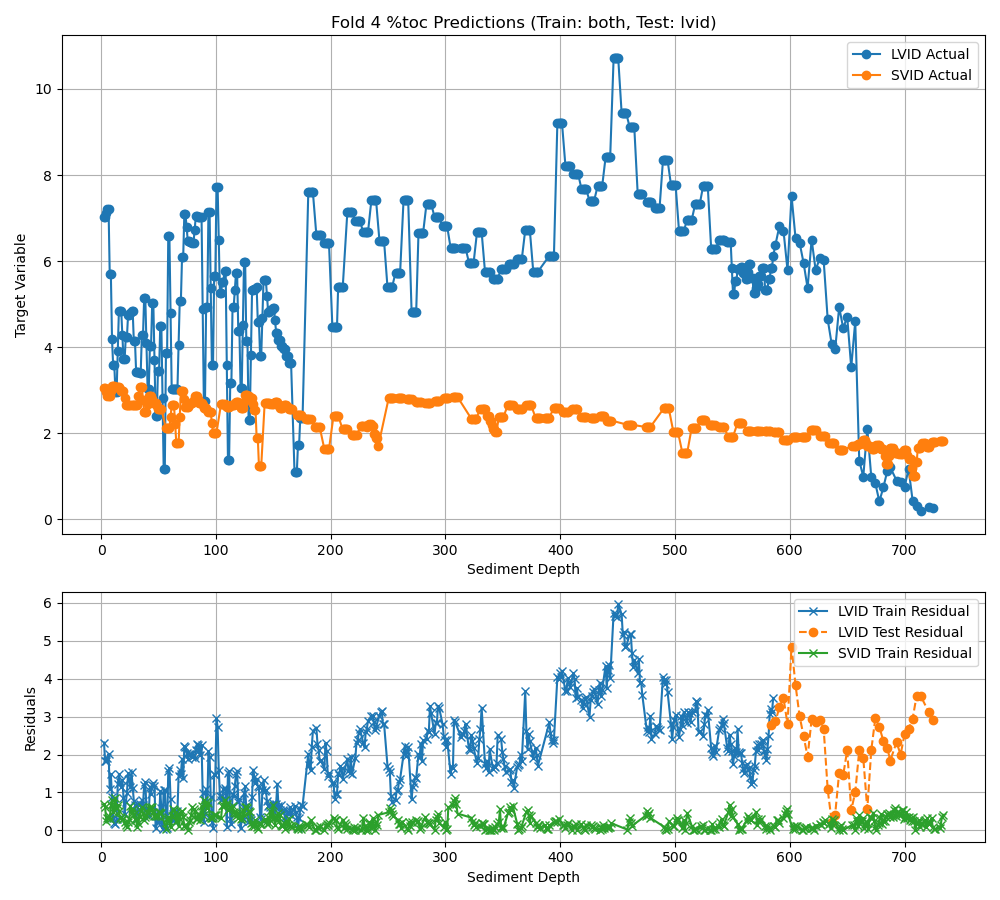 Fold 4 %toc Predictions (Train: both, Test: lvid)
LVID Actual
SVID Actual
10
8
6
4
2
0
Target Variable
0 100 200 300 400 500 600 700
Sediment Depth
LVID Train Residual
LVID Test Residual
SVID Train Residual
6
5
4
3
2
1
0
Residuals
0 100 200 300 400 500 600 700
Sediment Depth